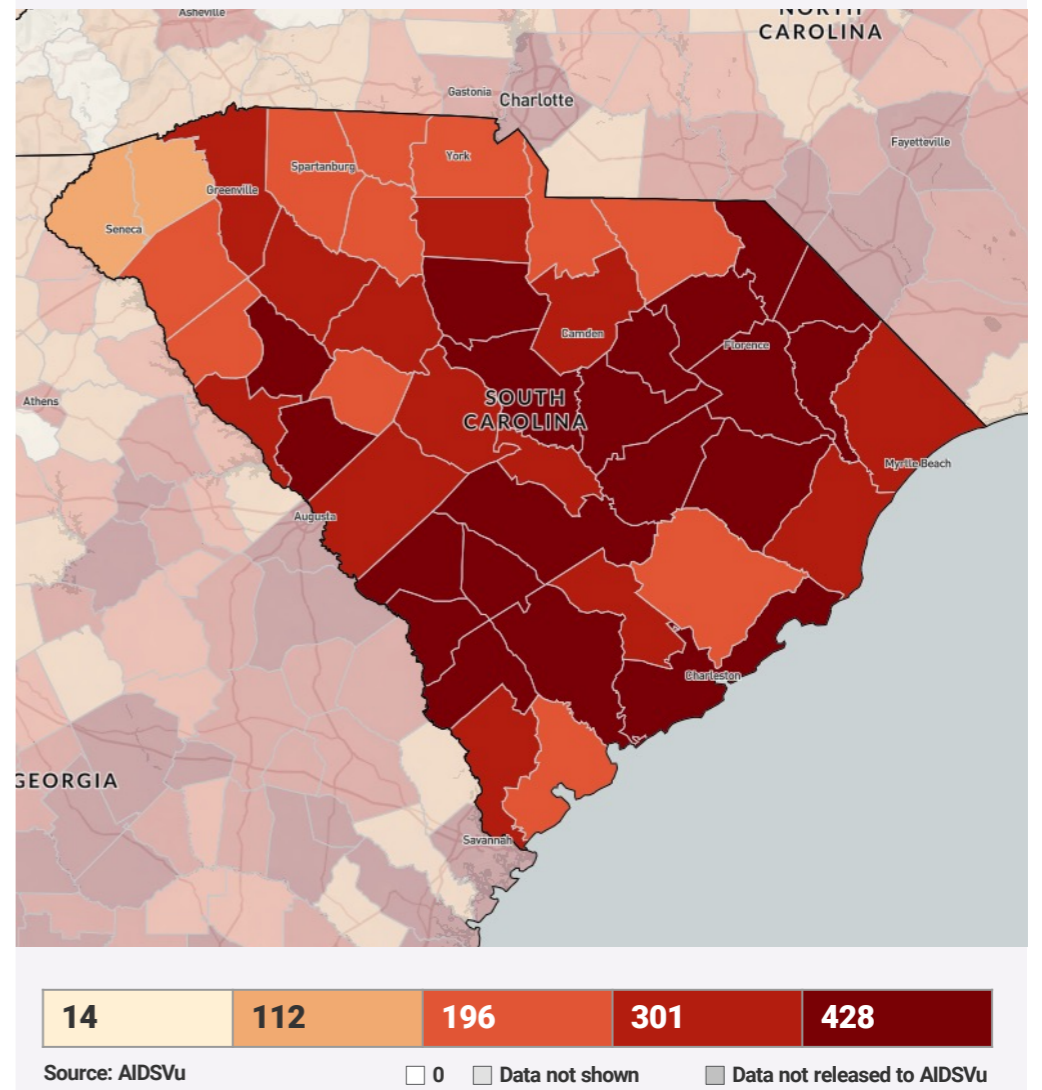 Asheville
NORTH
CAROLINA
Gastonia
Charlotte
Fayetteville
York
Spartanburg
Greenville
Seneca
Camden
Florence
Athens
SOUTH
CAROLINA
Myrtle Beach
Augusta
Charleston
GEORGIA
Savannah
14 112 196 301 428
Source: AIDSVu 0 Data not shown Data not released to AIDSVu